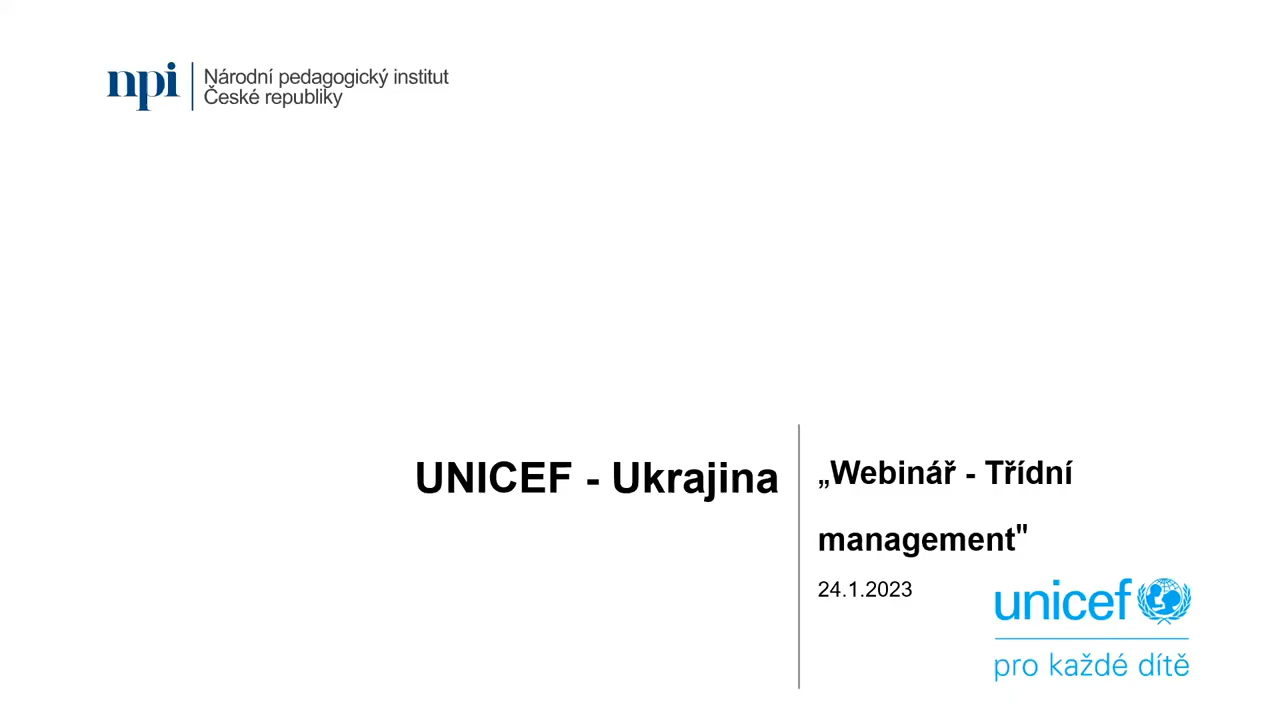 npi
Národní pedagogický institut
České republiky
UNICEF - Ukrajina
„Webinář - Třídní
management"
24.1.2023
unicef
pro každé dítě